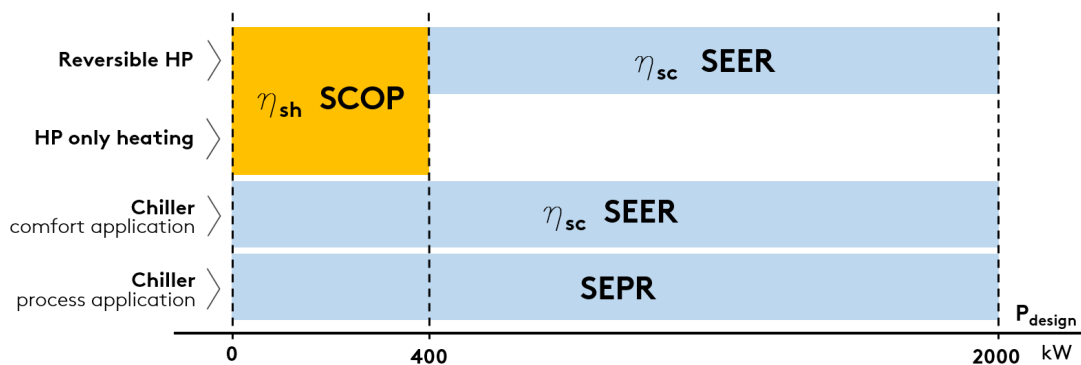 Reversible HP
ηsc SEER
ηsh SCOP
HP only heating
Chiller
comfort application
ηsc SEER
Chiller
process application
SEPR
Pdesign
0
400
2000 kW